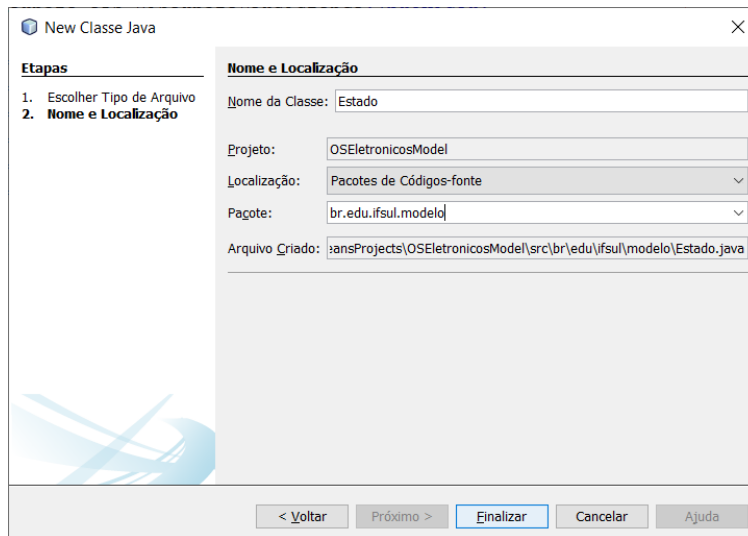 New Classe Java
Etapas
1. Escolher Tipo de Arquivo
2. Nome e Localização
Nome e Localização
Nome da Classe: Estado
Projeto: OSEletronicosModel
Localização: Pacotes de Códigos-fonte
Pacote: br.edu.ifsul.modelo
Arquivo Criado: eansProjects\OSEletronicosModel\src\br\edu\ifsul\modelo\Estado.java
< Voltar
Próximo >
Finalizar
Cancelar
Ajuda